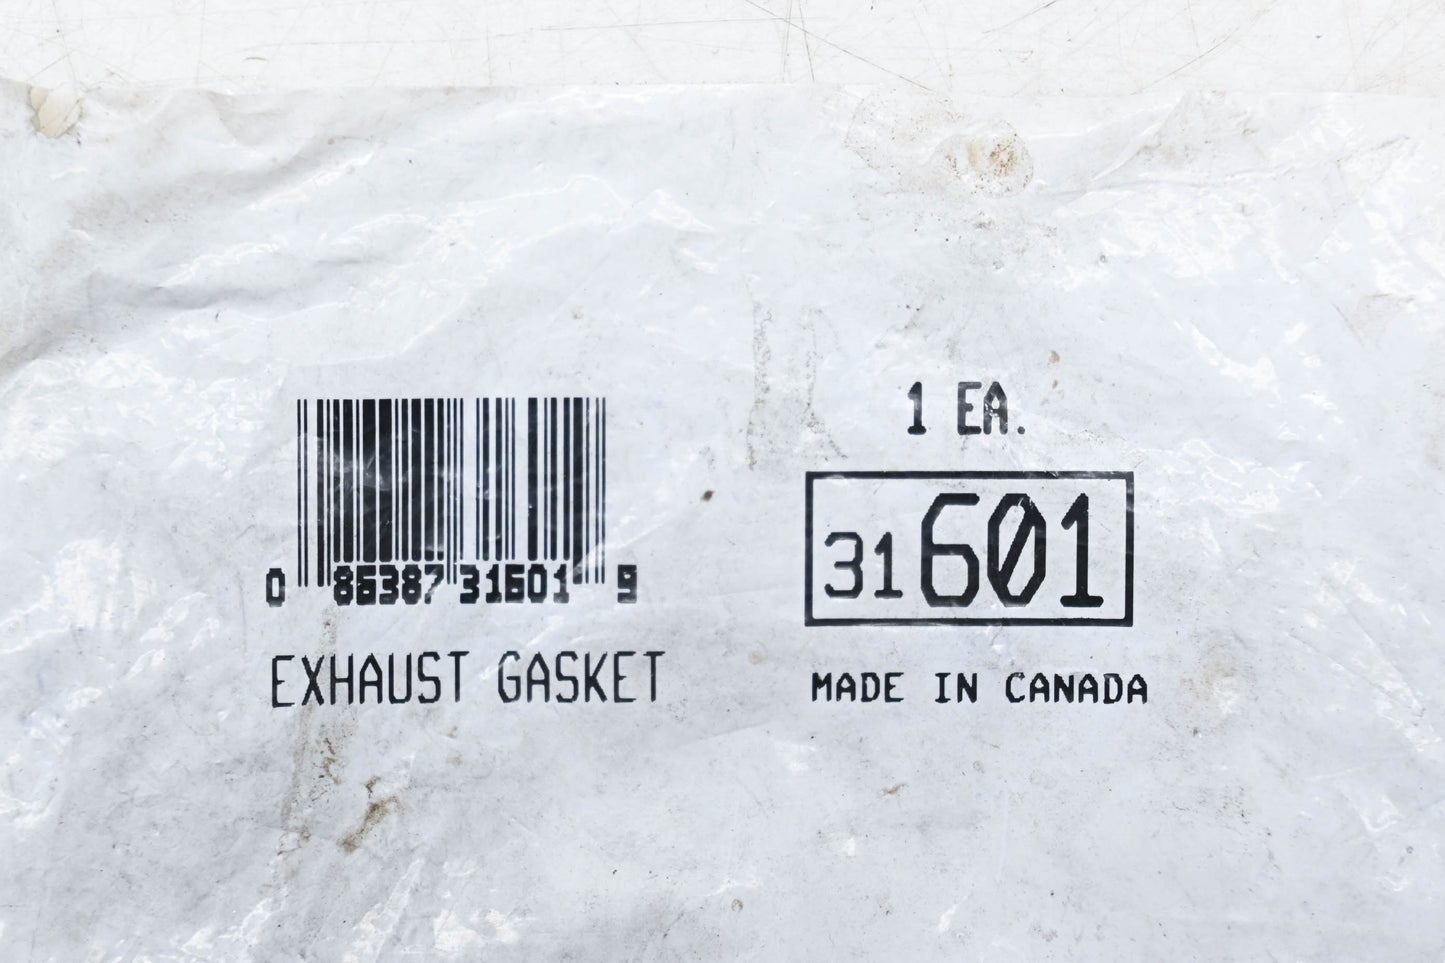 1 EA.
0 86387 31601 9
31601
EXHAUST GASKET
MADE IN CANADA